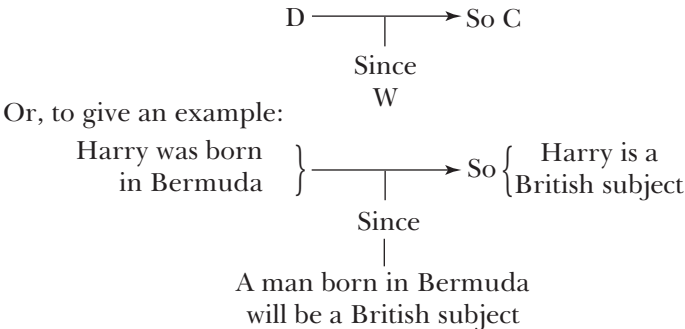 D So C
Since
W
Or, to give an example:
Harry was born Harry is a
in Bermuda } So { British subject
Since
A man born in Bermuda
will be a British subject